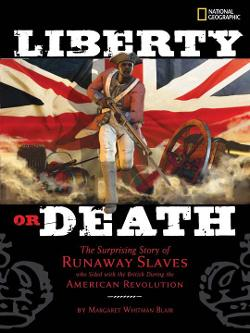 NATIONAL
GEOGRAPHIC
LIBERTY
OR DEATH
The Surprising Story of
RUNAWAY SLAVES
who Sided with the British During the
AMERICAN REVOLUTION
BY MARGARET WHITMAN BLAIR